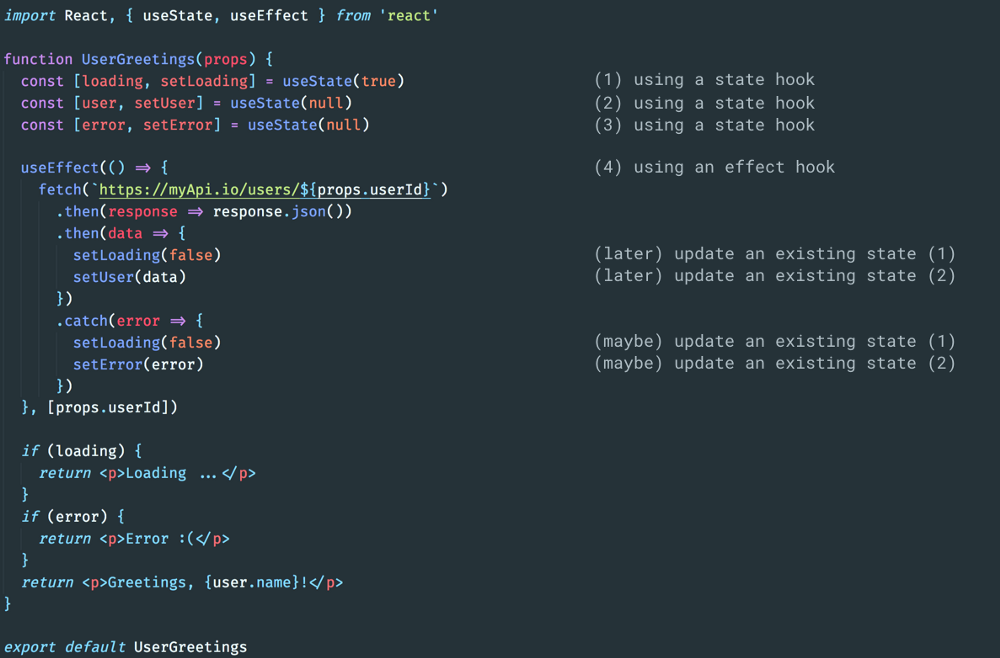 import React, { useState, useEffect } from 'react'
function UserGreetings(props) {
const [loading, setLoading] = useState(true) (1) using a state hook
const [user, setUser] = useState(null) (2) using a state hook
const [error, setError] = useState(null) (3) using a state hook
useEffect(() => { (4) using an effect hook
fetch(`https://myApi.io/users/${props.userId}`)
.then(response => response.json())
.then(data => {
setLoading(false) (later) update an existing state (1)
setUser(data) (later) update an existing state (2)
})
.catch(error => {
setLoading(false) (maybe) update an existing state (1)
setError(error) (maybe) update an existing state (2)
})
}, [props.userId])
if (loading) {
return <p>Loading ...</p>
}
if (error) {
return <p>Error :(</p>
}
return <p>Greetings, {user.name}!</p>
}
export default UserGreetings